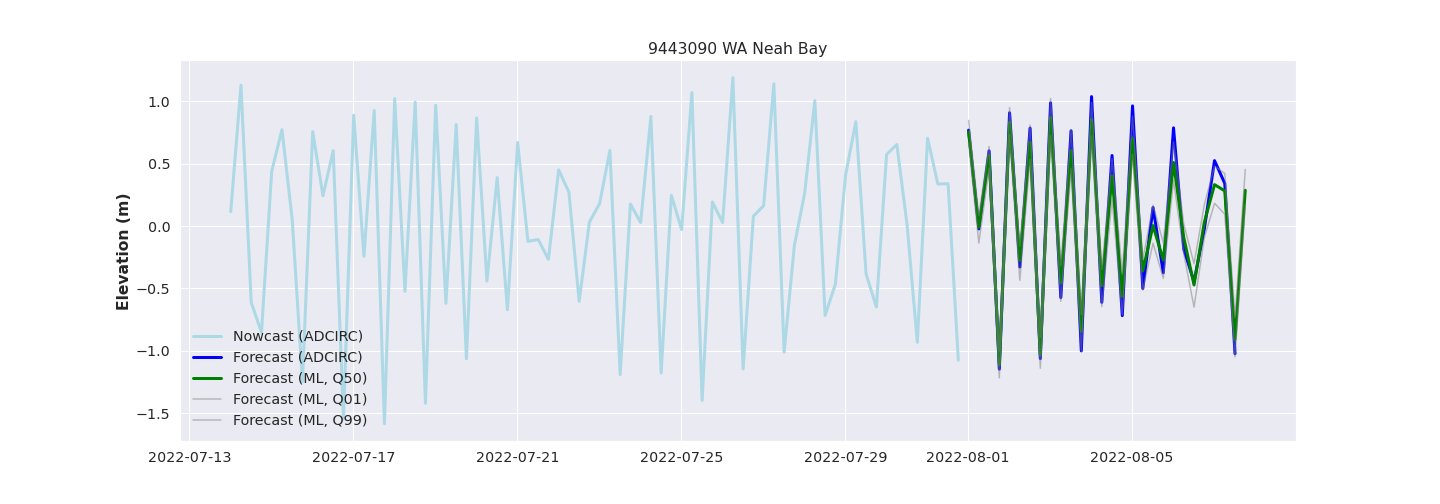 9443090 WA Neah Bay
Elevation (m)
1.0
0.5
0.0
−0.5
−1.0
−1.5
Nowcast (ADCIRC)
Forecast (ADCIRC)
Forecast (ML, Q50)
Forecast (ML, Q01)
Forecast (ML, Q99)
2022-07-13 2022-07-17 2022-07-21 2022-07-25 2022-07-29 2022-08-01 2022-08-05